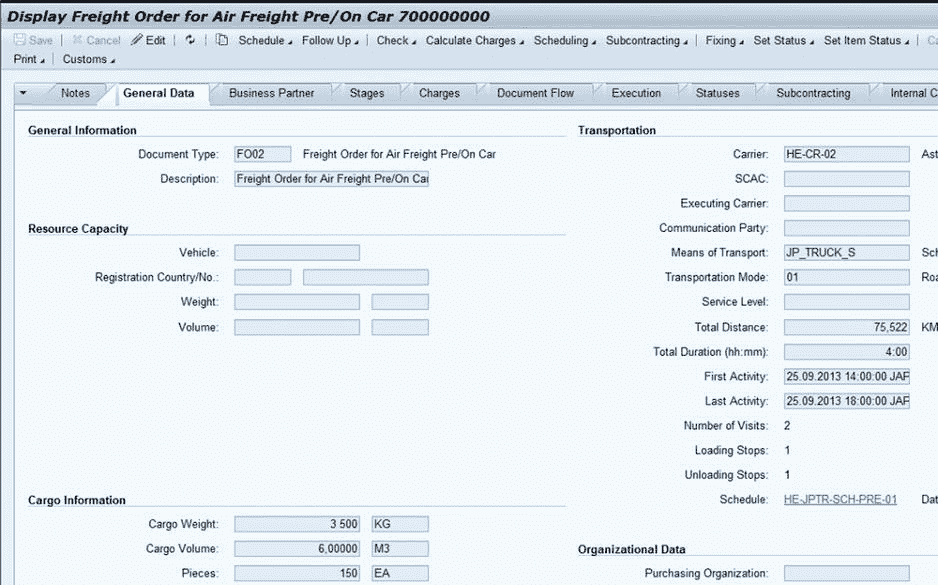 Display Freight Order for Air Freight Pre/On Car 700000000
Save Cancel Edit Schedule Follow Up Check Calculate Charges Scheduling Subcontracting Fixing Set Status Set Item Status
Print Customs
Notes General Data Business Partner Stages Charges Document Flow Execution Statuses Subcontracting Internal C
General Information
Document Type: FO02 Freight Order for Air Freight Pre/On Car
Description: Freight Order for Air Freight Pre/On Car
Resource Capacity
Vehicle:
Registration Country/No.:
Weight:
Volume:
Cargo Information
Cargo Weight: 3 500 KG
Cargo Volume: 6,00000 M3
Pieces: 150 EA
Transportation
Carrier: HE-CR-02 Ast
SCAC:
Executing Carrier:
Communication Party:
Means of Transport: JP_TRUCK_S Sch
Transportation Mode: 01 Roa
Service Level:
Total Distance: 75,522 KM
Total Duration (hh:mm): 4:00
First Activity: 25.09.2013 14:00:00 JAP
Last Activity: 25.09.2013 18:00:00 JAP
Number of Visits: 2
Loading Stops: 1
Unloading Stops: 1
Schedule: HE-JPTR-SCH-PRE-01 Dat
Organizational Data
Purchasing Organization: